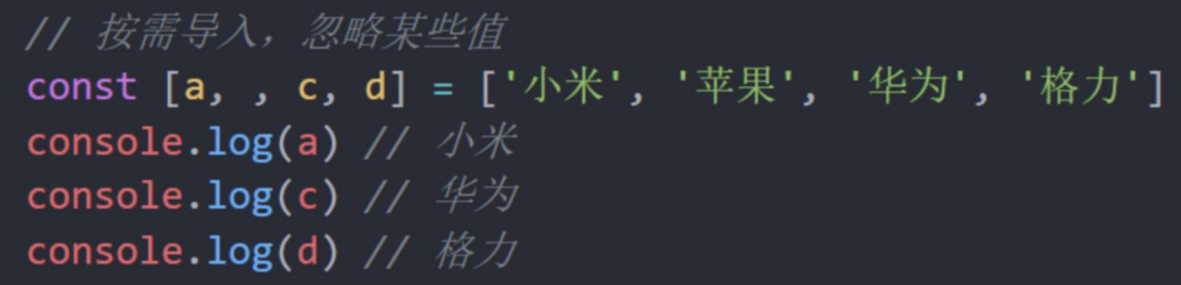 // 按需导入，忽略某些值
const [a, , c, d] = ['小米', '苹果', '华为', '格力']
console.log(a) // 小米
console.log(c) // 华为
console.log(d) // 格力